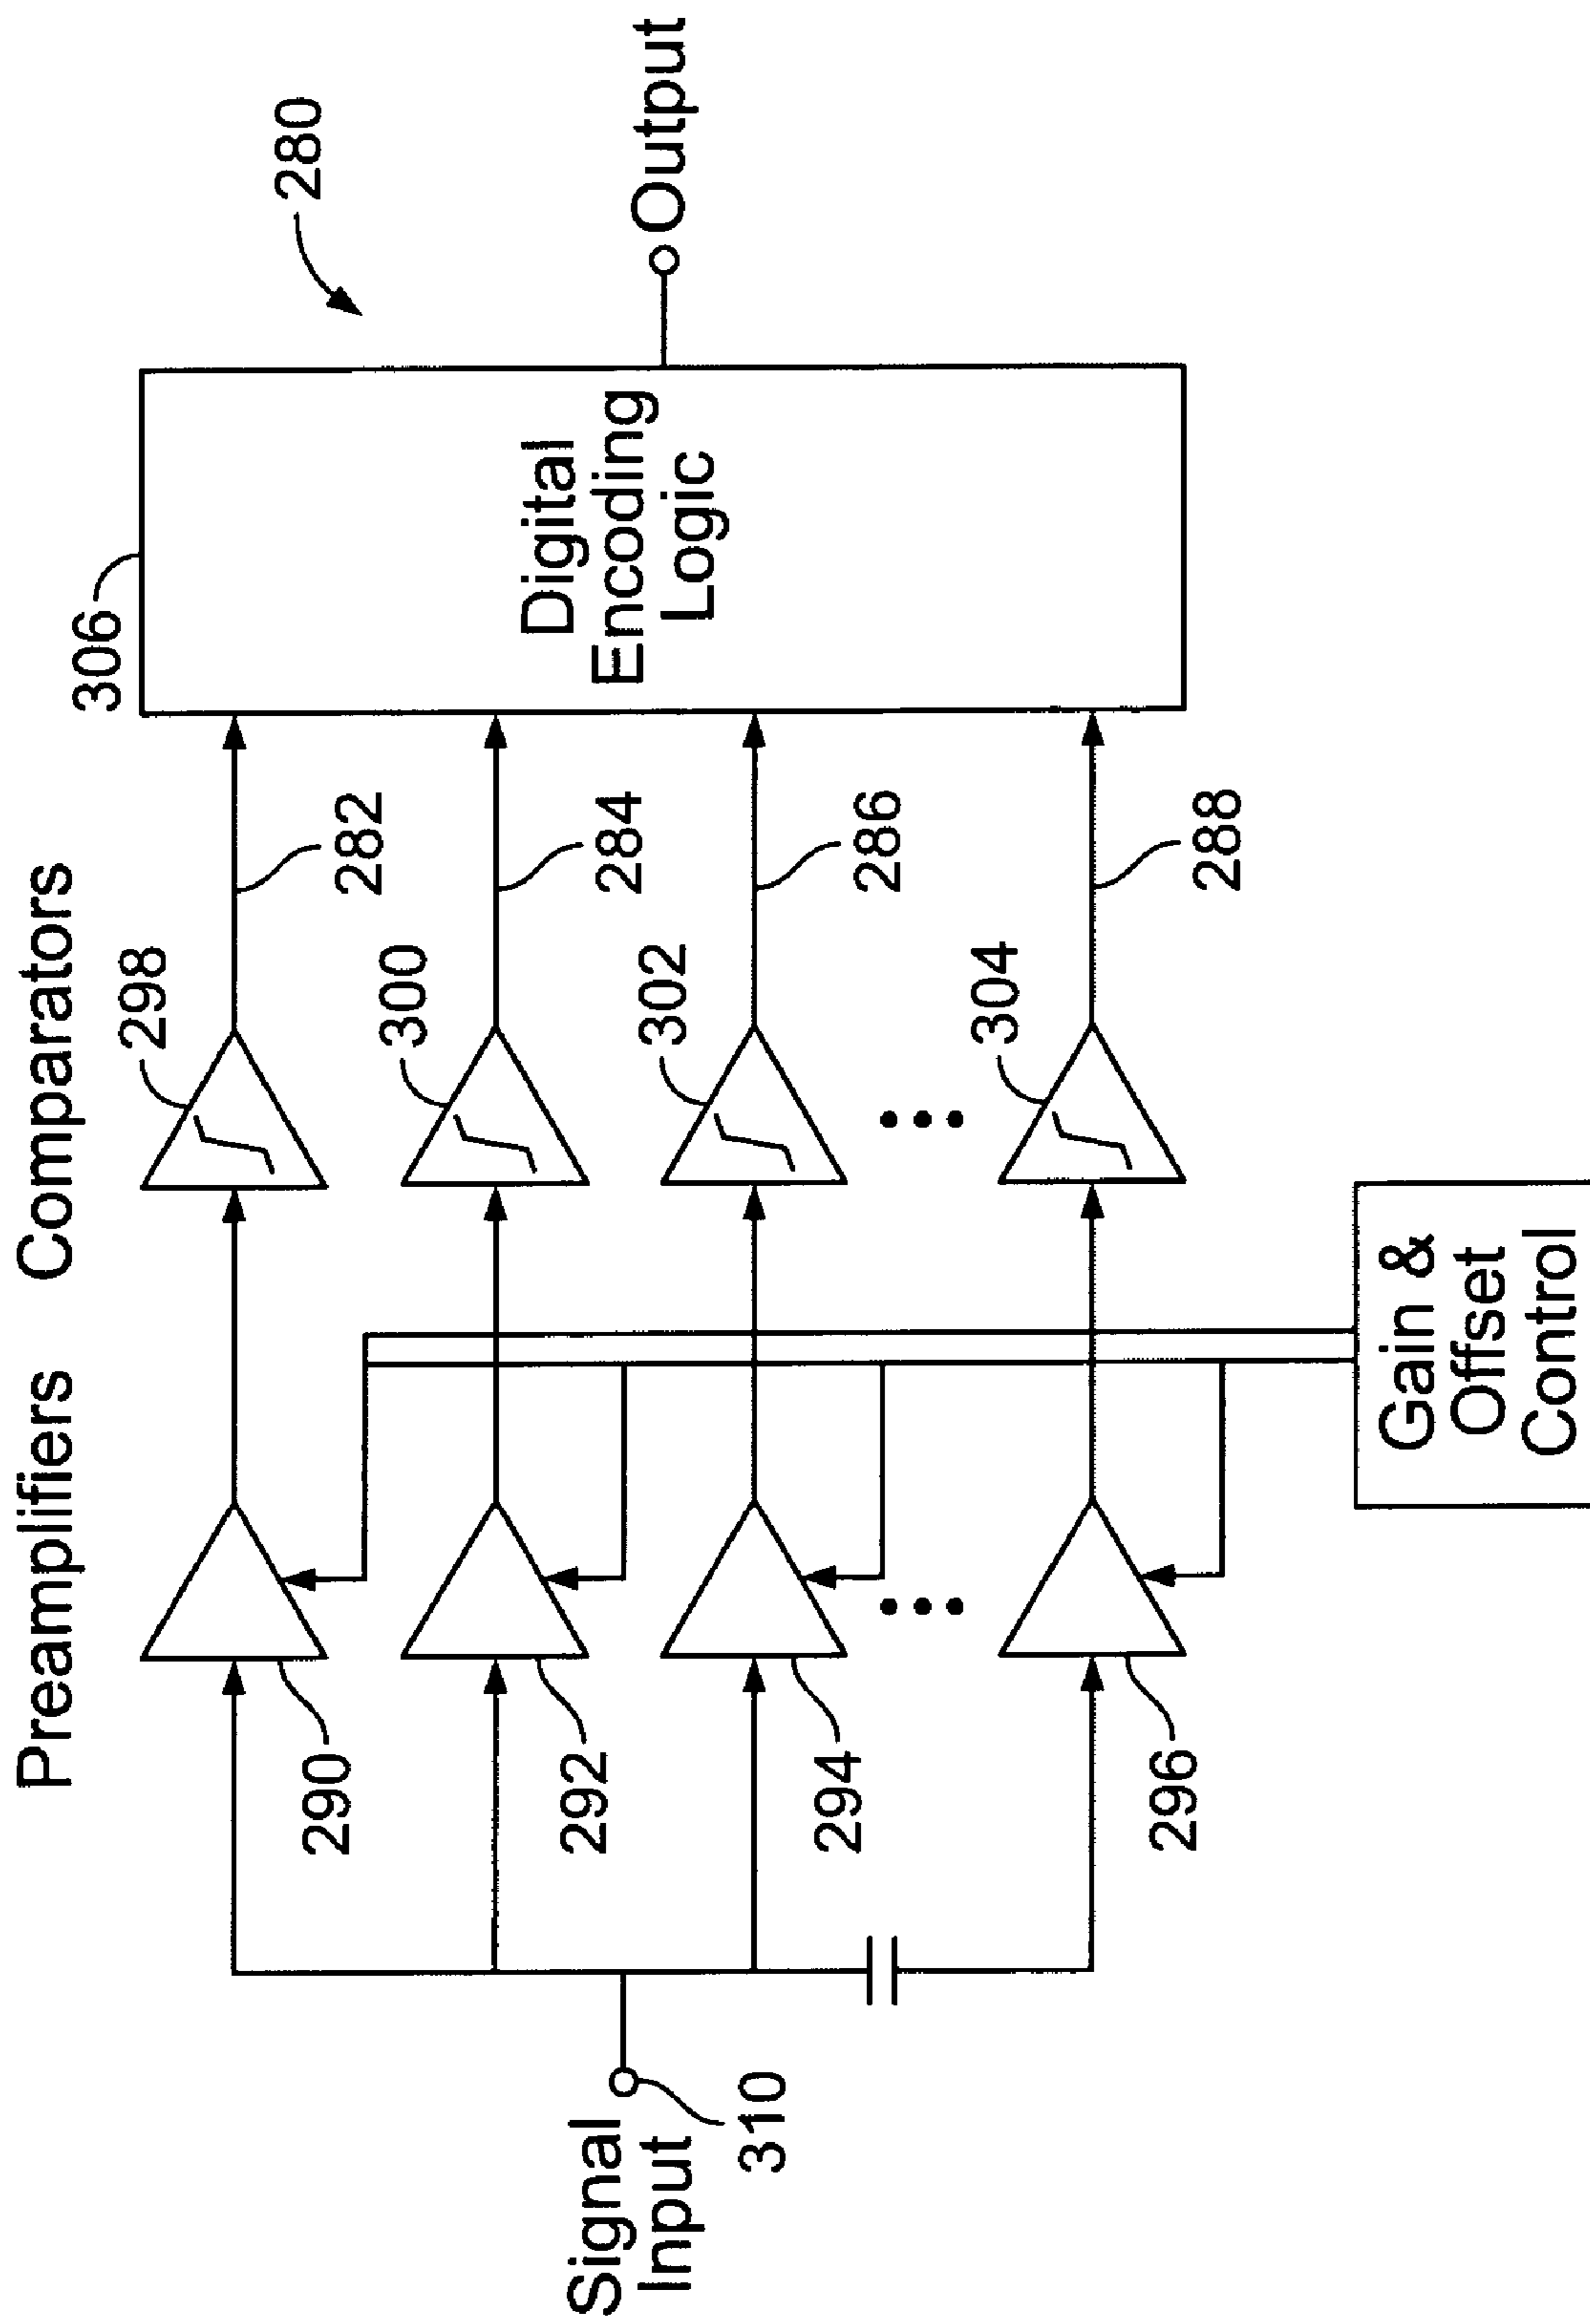 Preamplifiers
Comparators
280
306
298
282
300
284
302
286
304
288
290
292
294
296
Digital
Encoding
Logic
Output
Signal
Input
310
Gain &
Offset
Control